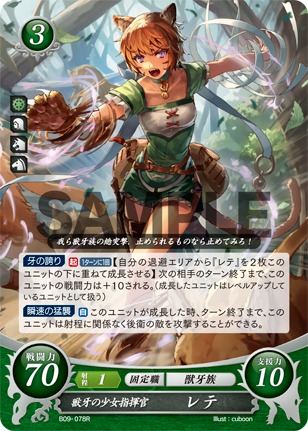 3
SAMPLE
我ら獣牙族の総突撃、止められるものなら止めてみろ!
牙の誇り 起 1ターンに1回 【自分の退避エリアから『レテ』を2枚この
ユニットの下に重ねて成長させる】 次の相手のターン終了まで、この
ユニットの戦闘力は+10される。(成長したユニットはレベルアップして
いるユニットとして扱う)
瞬速の猛襲 自 このユニットが成長した時、ターン終了まで、この
ユニットは射程に関係なく後衛の敵を攻撃することができる。
戦闘力
70
射程 1
固定職
獣牙族
支援力
10
獣牙の少女指揮官 レテ
B09-078R
Illust : cuboon